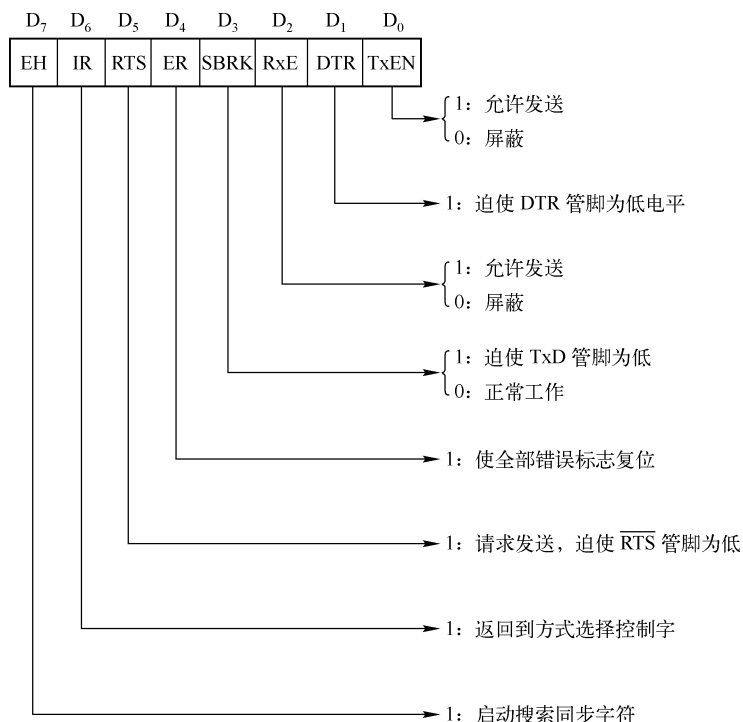 D₇ D₆ D₅ D₄ D₃ D₂ D₁ D₀
EH IR RTS ER SBRK RxE DTR TxEN
1：允许发送
0：屏蔽
1：迫使 DTR 管脚为低电平
1：允许发送
0：屏蔽
1：迫使 TxD 管脚为低
0：正常工作
1：使全部错误标志复位
1：请求发送，迫使 R̅T̅S̅ 管脚为低
1：返回到方式选择控制字
1：启动搜索同步字符